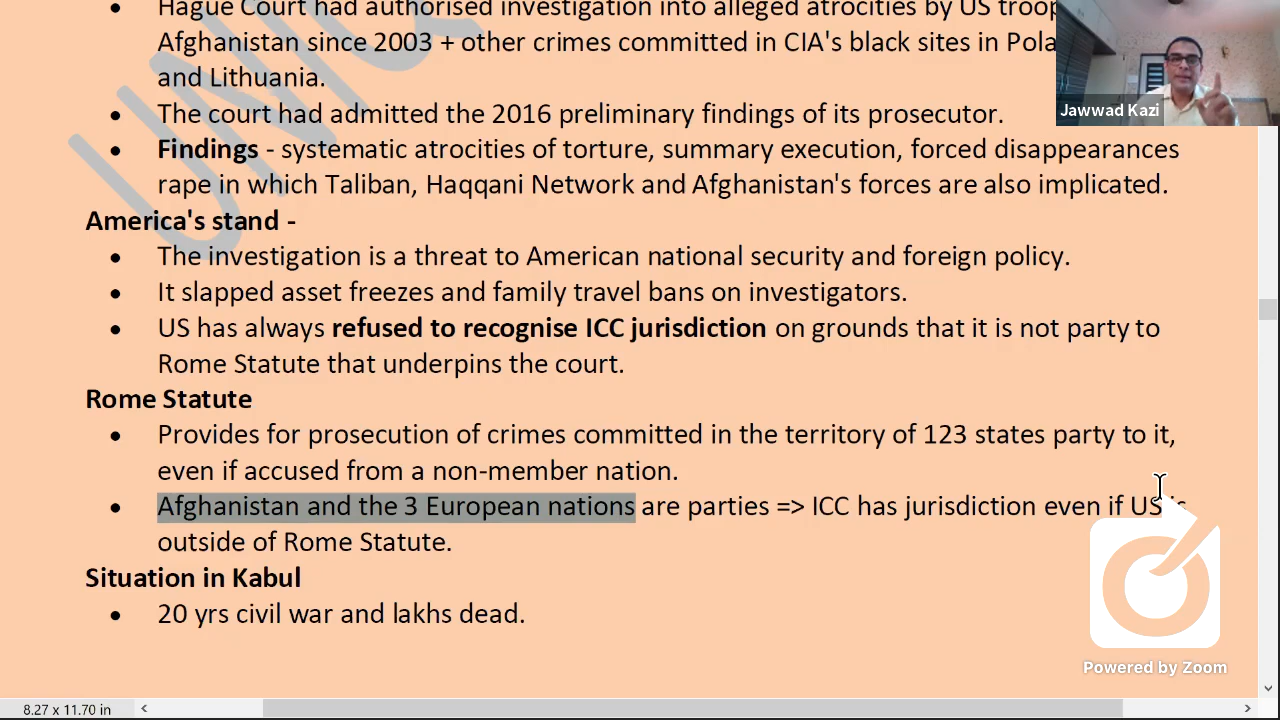 Hague Court had authorised investigation into alleged atrocities by US troop
Afghanistan since 2003 + other crimes committed in CIA's black sites in Pola
and Lithuania.
Jawwad Kazi
• The court had admitted the 2016 preliminary findings of its prosecutor.
• Findings - systematic atrocities of torture, summary execution, forced disappearances
rape in which Taliban, Haqqani Network and Afghanistan's forces are also implicated.
America's stand -
• The investigation is a threat to American national security and foreign policy.
• It slapped asset freezes and family travel bans on investigators.
• US has always refused to recognise ICC jurisdiction on grounds that it is not party to
Rome Statute that underpins the court.
Rome Statute
• Provides for prosecution of crimes committed in the territory of 123 states party to it,
even if accused from a non-member nation.
• Afghanistan and the 3 European nations are parties => ICC has jurisdiction even if US is
outside of Rome Statute.
Situation in Kabul
• 20 yrs civil war and lakhs dead.
Powered by Zoom
8.27 x 11.70 in